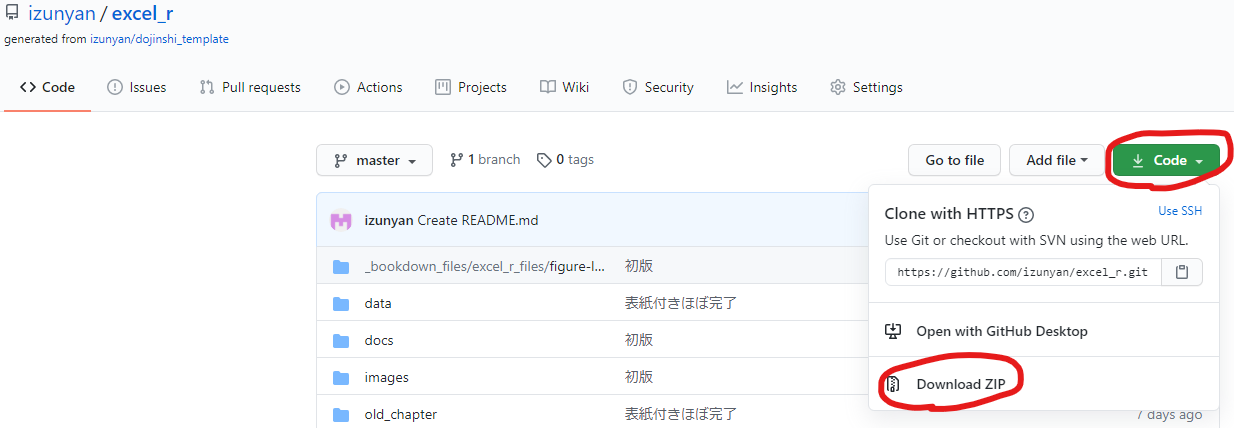 izunyan / excel_r
generated from izunyan/dojinshi_template
Code Issues Pull requests Actions Projects Wiki Security Insights Settings
master 1 branch 0 tags Go to file Add file Code
izunyan Create README.md
Clone with HTTPS Use SSH
Use Git or checkout with SVN using the web URL.
https://github.com/izunyan/excel_r.git
Open with GitHub Desktop
Download ZIP
_bookdown_files/excel_r_files/figure-l... 初版
data 表紙付きほぼ完了
docs 初版
images 初版
old_chapter 表紙付きほぼ完了 7 days ago